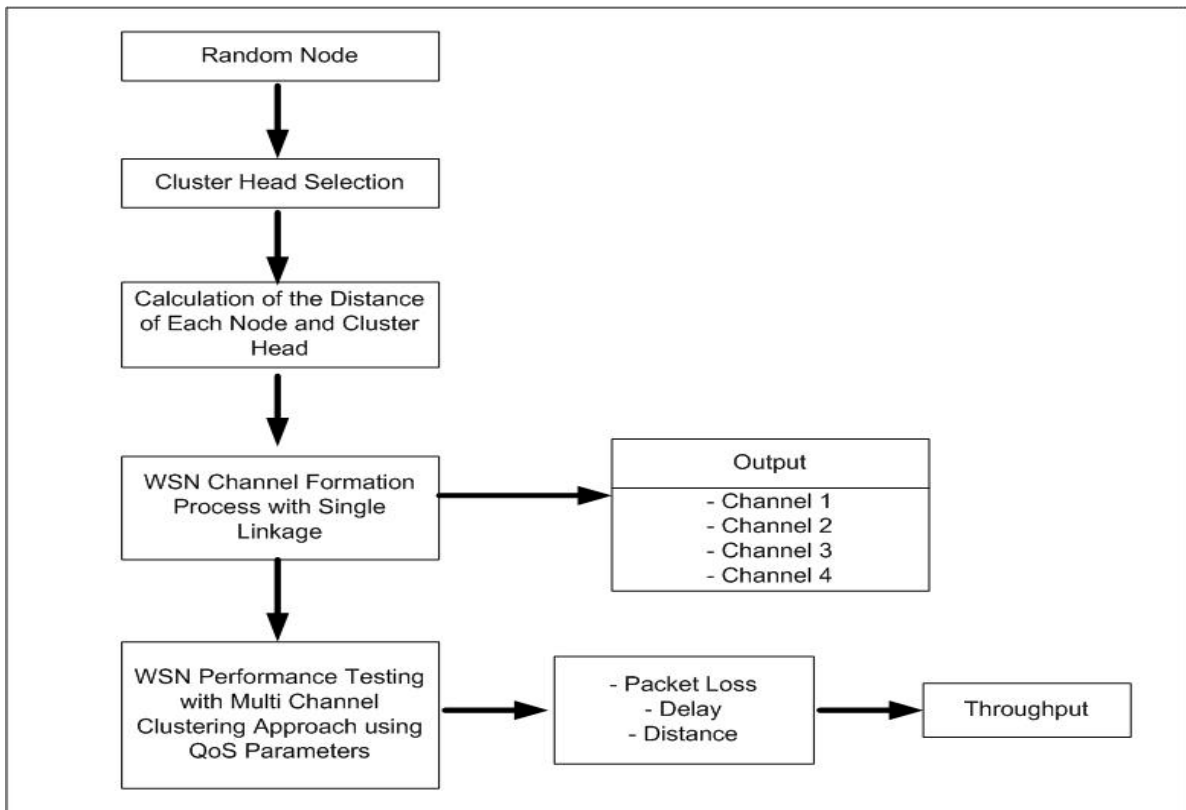 Random Node
Cluster Head Selection
Calculation of the Distance
of Each Node and Cluster
Head
WSN Channel Formation
Process with Single
Linkage
Output
- Channel 1
- Channel 2
- Channel 3
- Channel 4
WSN Performance Testing
with Multi Channel
Clustering Approach using
QoS Parameters
- Packet Loss
- Delay
- Distance
Throughput